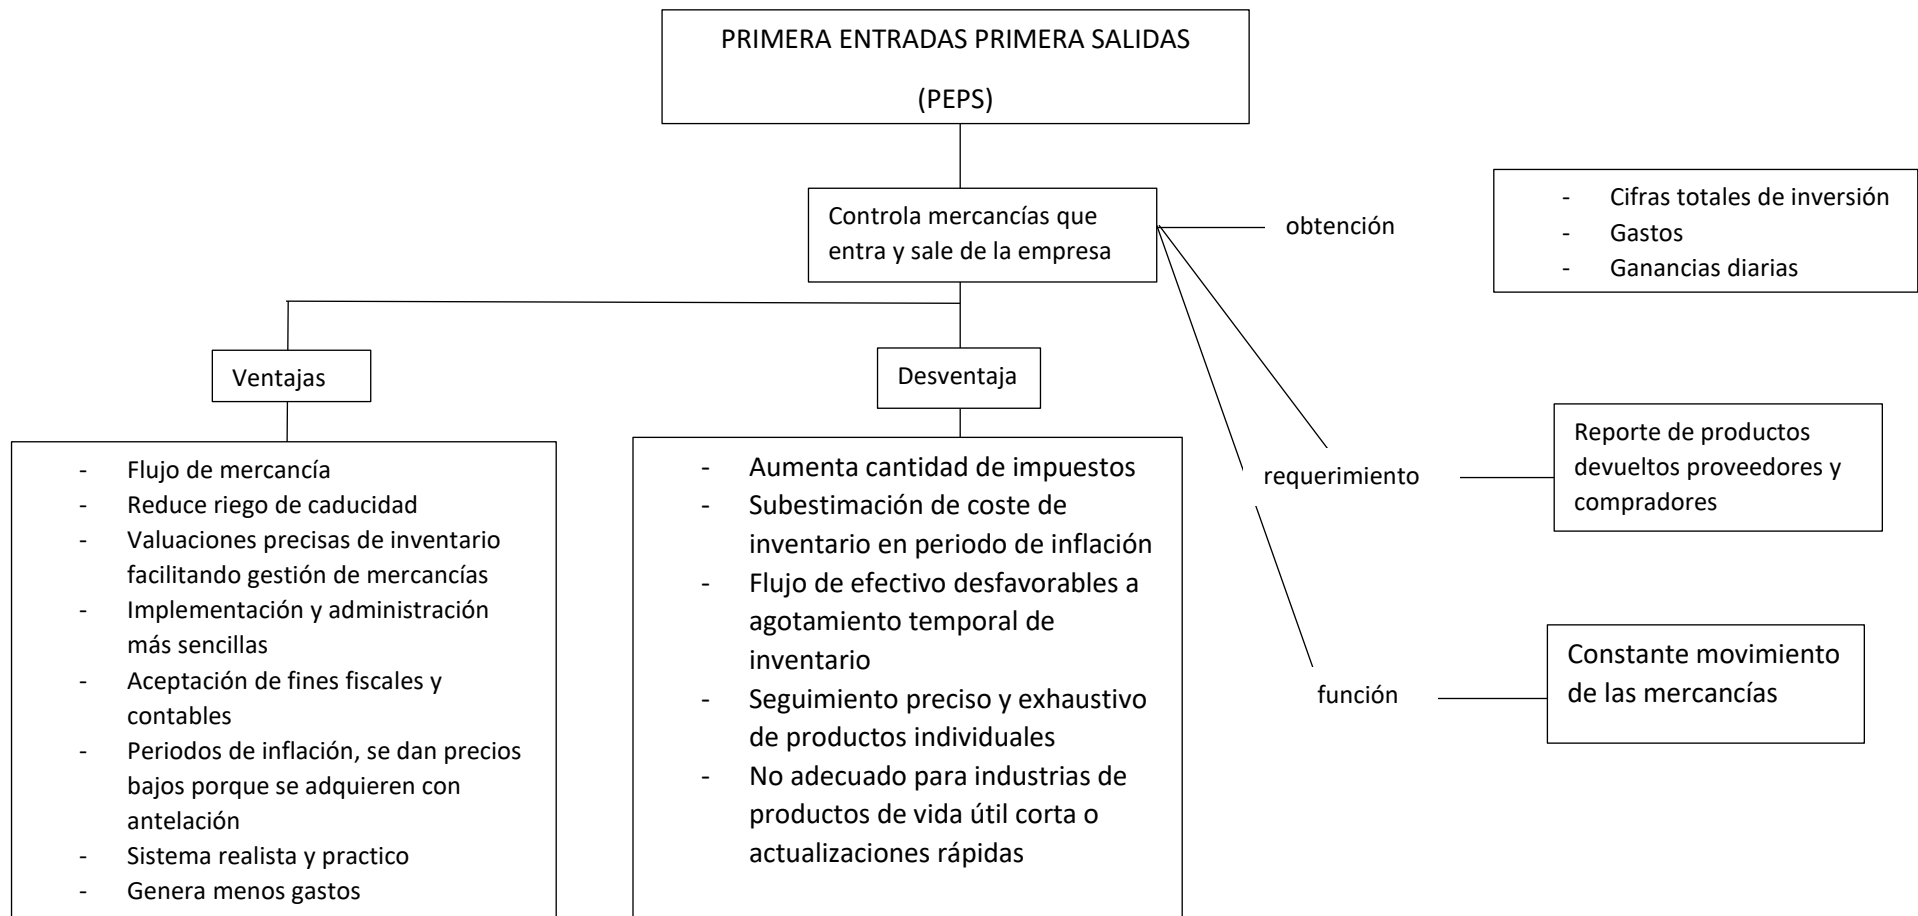 PRIMERA ENTRADAS PRIMERA SALIDAS
(PEPS)
Controla mercancías que
entra y sale de la empresa
obtención
- Cifras totales de inversión
- Gastos
- Ganancias diarias
Ventajas
Desventaja
- Flujo de mercancía
- Reduce riego de caducidad
- Valuaciones precisas de inventario
facilitando gestión de mercancías
- Implementación y administración
más sencillas
- Aceptación de fines fiscales y
contables
- Periodos de inflación, se dan precios
bajos porque se adquieren con
antelación
- Sistema realista y practico
- Genera menos gastos
- Aumenta cantidad de impuestos
- Subestimación de coste de
inventario en periodo de inflación
- Flujo de efectivo desfavorables a
agotamiento temporal de
inventario
- Seguimiento preciso y exhaustivo
de productos individuales
- No adecuado para industrias de
productos de vida útil corta o
actualizaciones rápidas
requerimiento
Reporte de productos
devueltos proveedores y
compradores
función
Constante movimiento
de las mercancías